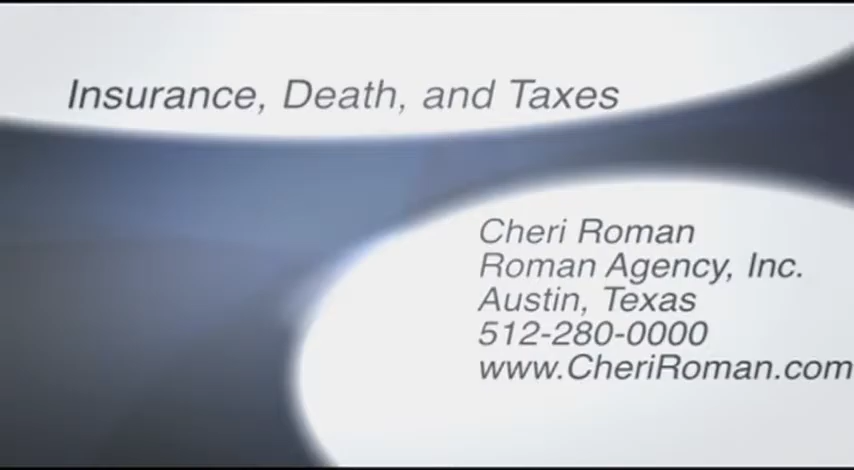 Insurance, Death, and Taxes
Cheri Roman
Roman Agency, Inc.
Austin, Texas
512-280-0000
www.CheriRoman.com